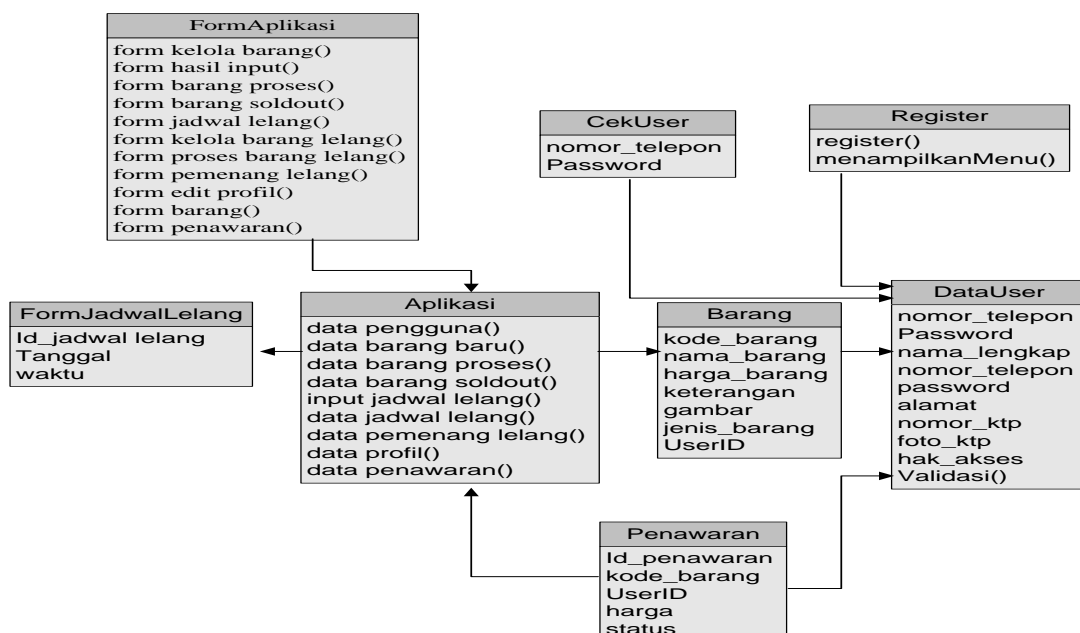 FormAplikasi
form kelola barang()
form hasil input()
form barang proses()
form barang soldout()
form jadwal lelang()
form kelola barang lelang()
form proses barang lelang()
form pemenang lelang()
form edit profil()
form barang()
form penawaran()
CekUser
nomor_telepon
Password
Register
register()
menampilkanMenu()
FormJadwalLelang
Id_jadwal lelang
Tanggal
waktu
Aplikasi
data pengguna()
data barang baru()
data barang proses()
data barang soldout()
input jadwal lelang()
data jadwal lelang()
data pemenang lelang()
data profil()
data penawaran()
Barang
kode_barang
nama_barang
harga_barang
keterangan
gambar
jenis_barang
UserID
DataUser
nomor_telepon
Password
nama_lengkap
nomor_telepon
password
alamat
nomor_ktp
foto_ktp
hak_akses
Validasi()
Penawaran
Id_penawaran
kode_barang
UserID
harga
status